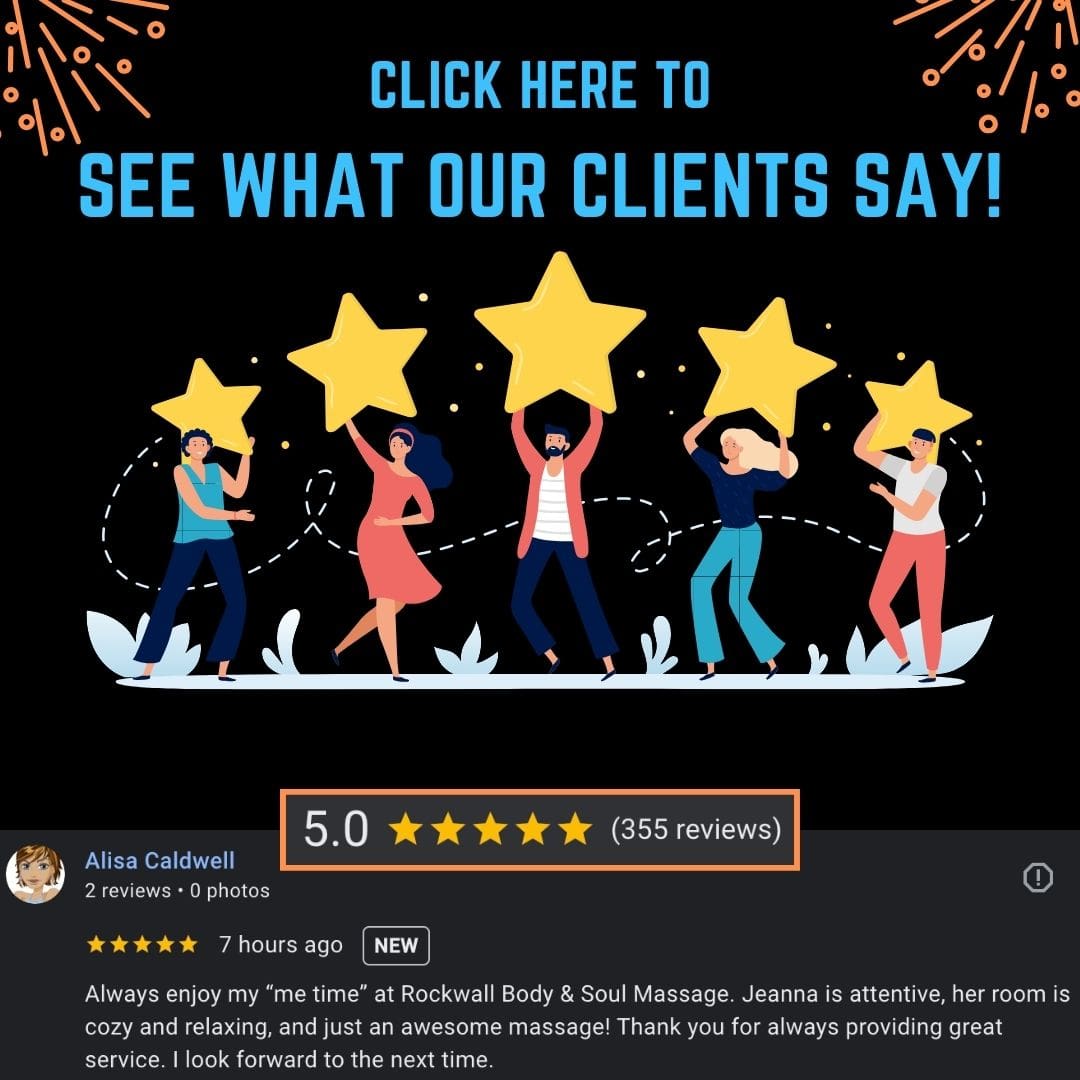 CLICK HERE TO
SEE WHAT OUR CLIENTS SAY!
5.0 (355 reviews)
Alisa Caldwell
2 reviews • 0 photos
7 hours ago NEW
Always enjoy my “me time” at Rockwall Body & Soul Massage. Jeanna is attentive, her room is
cozy and relaxing, and just an awesome massage! Thank you for always providing great
service. I look forward to the next time.